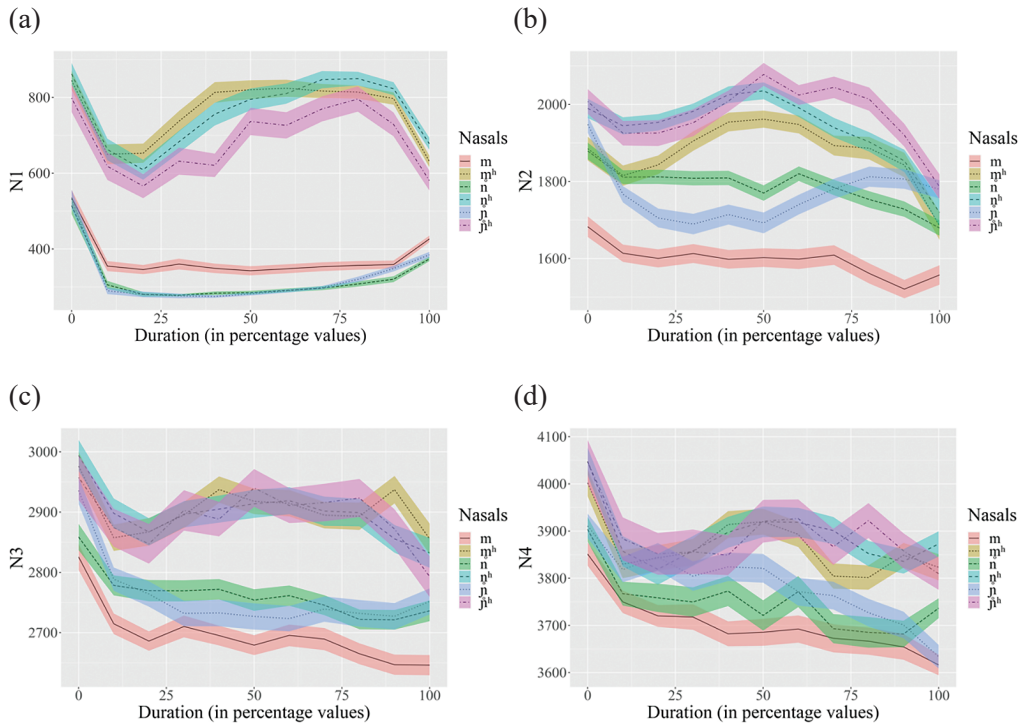 (a)
800
600
400
N1
0
25
50
75
100
Duration (in percentage values)
Nasals
m
m̥ʰ
n̪
n̪̊ʰ
ɲ
ɲ̊ʰ
(b)
2000
1800
1600
N2
0
25
50
75
100
Duration (in percentage values)
Nasals
m
m̥ʰ
n̪
n̪̊ʰ
ɲ
ɲ̊ʰ
(c)
3000
2900
2800
2700
N3
0
25
50
75
100
Duration (in percentage values)
Nasals
m
m̥ʰ
n̪
n̪̊ʰ
ɲ
ɲ̊ʰ
(d)
4100
4000
3900
3800
3700
3600
N4
0
25
50
75
100
Duration (in percentage values)
Nasals
m
m̥ʰ
n̪
n̪̊ʰ
ɲ
ɲ̊ʰ